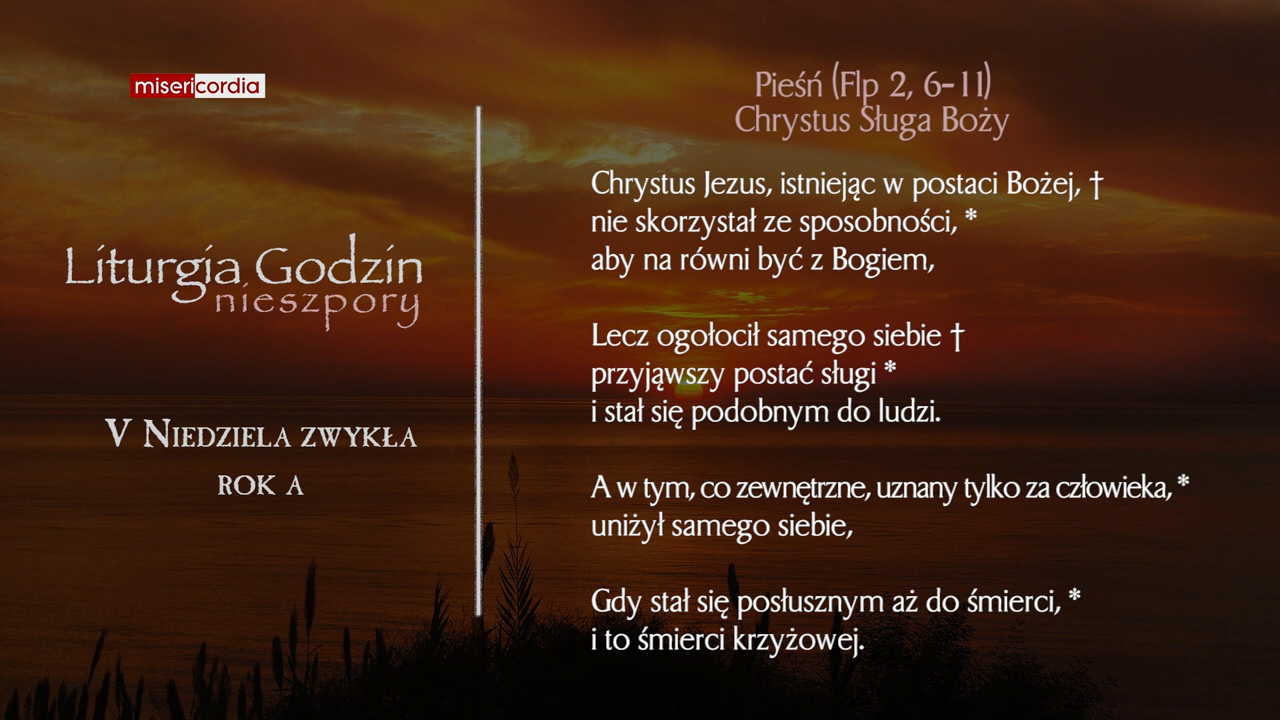 misericordia
Liturgia Godzin
nieszpory
V Niedziela zwykła
rok A
Pieśń (Flp 2, 6-11)
Chrystus Sługa Boży
Chrystus Jezus, istniejąc w postaci Bożej, †
nie skorzystał ze sposobności, *
aby na równi być z Bogiem,
Lecz ogołocił samego siebie †
przyjąwszy postać sługi *
i stał się podobnym do ludzi.
A w tym, co zewnętrzne, uznany tylko za człowieka, *
uniżył samego siebie,
Gdy stał się posłusznym aż do śmierci, *
i to śmierci krzyżowej.